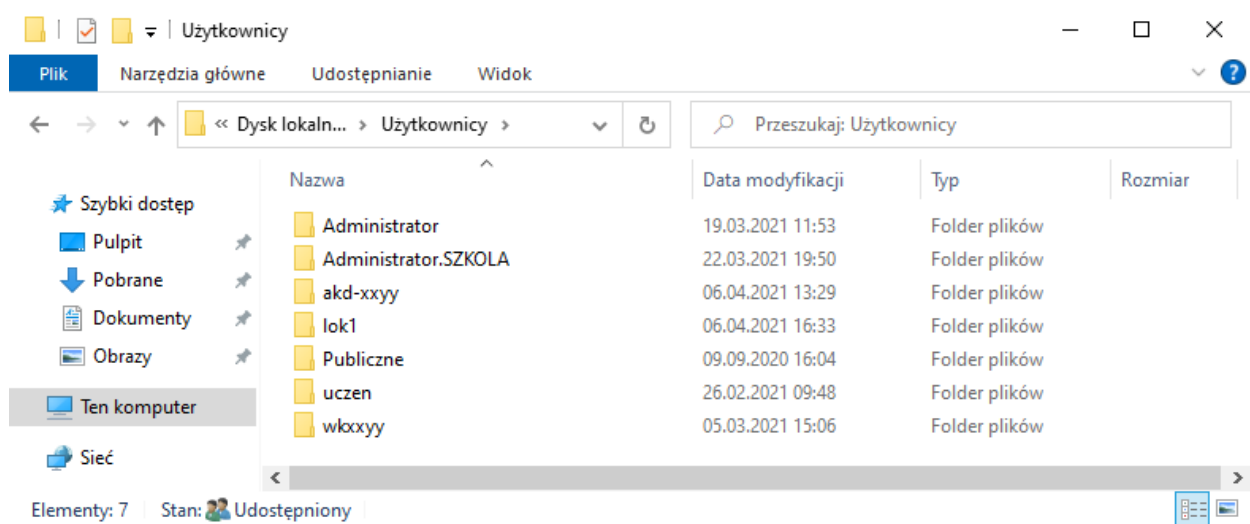 Użytkownicy
Plik Narzędzia główne Udostępnianie Widok
« Dysk lokaln... › Użytkownicy › Przeszukaj: Użytkownicy
Szybki dostęp
Pulpit
Pobrane
Dokumenty
Obrazy
Ten komputer
Sieć
Nazwa Data modyfikacji Typ Rozmiar
Administrator 19.03.2021 11:53 Folder plików
Administrator.SZKOLA 22.03.2021 19:50 Folder plików
akd-xxyy 06.04.2021 13:29 Folder plików
lok1 06.04.2021 16:33 Folder plików
Publiczne 09.09.2020 16:04 Folder plików
uczen 26.02.2021 09:48 Folder plików
wkxxyy 05.03.2021 15:06 Folder plików
Elementy: 7 Stan: Udostępniony